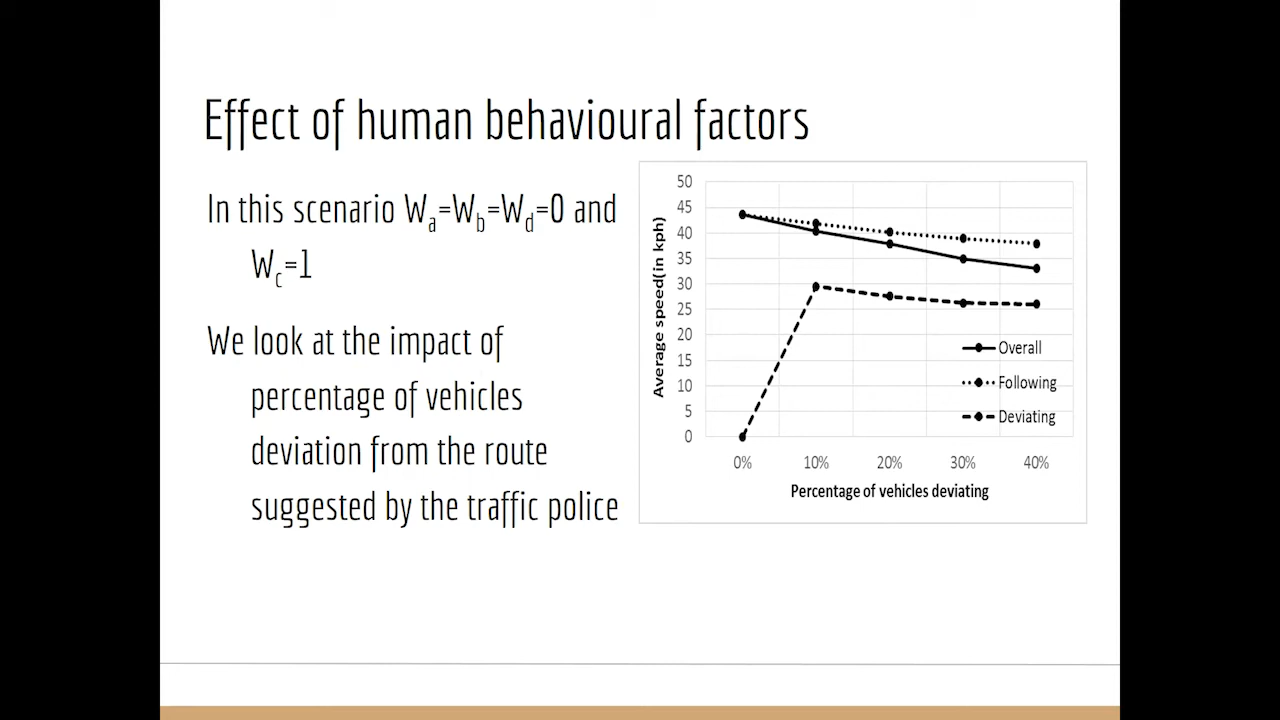 Effect of human behavioural factors
In this scenario Wa=Wb=Wd=0 and
Wc=1
We look at the impact of
percentage of vehicles
deviation from the route
suggested by the traffic police
Average speed(in kph)
50
45
40
35
30
25
20
15
10
5
0
Overall
Following
Deviating
0% 10% 20% 30% 40%
Percentage of vehicles deviating